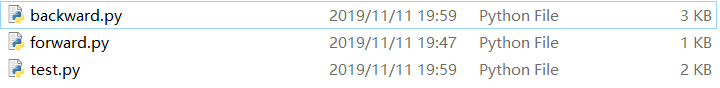 backward.py 2019/11/11 19:59 Python File 3 KB
forward.py 2019/11/11 19:47 Python File 1 KB
test.py 2019/11/11 19:59 Python File 2 KB